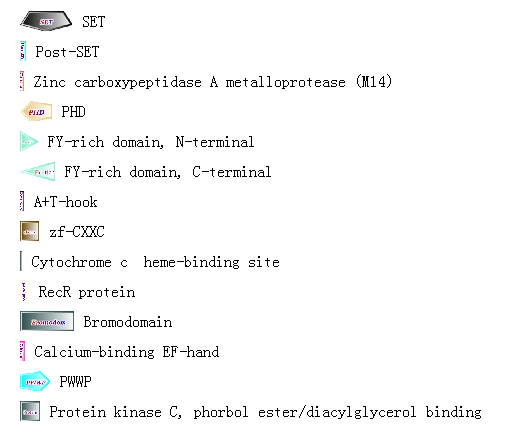 SET SET
Post-SET
Zinc carboxypeptidase A metalloprotease (M14)
PHD PHD
FY-rich domain, N-terminal
FY-rich domain, C-terminal
A+T-hook
zf-CXXC
Cytochrome c heme-binding site
RecR protein
Bromodom Bromodomain
Calcium-binding EF-hand
PWWP PWWP
Protein kinase C, phorbol ester/diacylglycerol binding